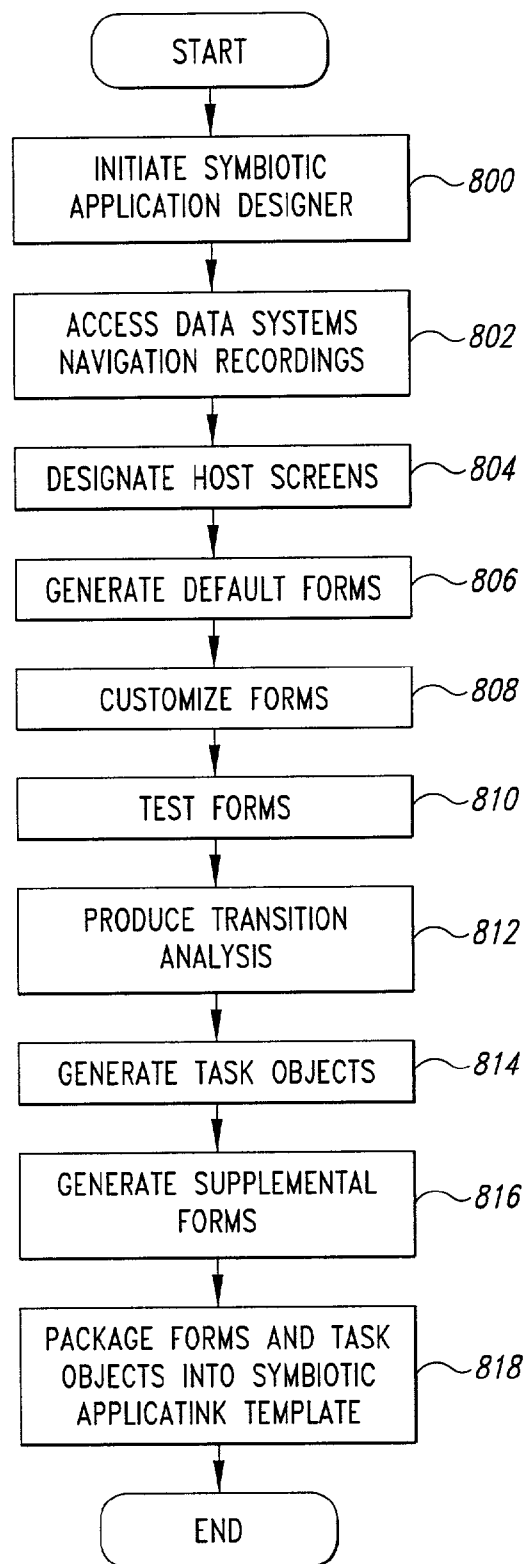 START
INITIATE SYMBIOTIC
APPLICATION DESIGNER
800
ACCESS DATA SYSTEMS
NAVIGATION RECORDINGS
802
DESIGNATE HOST SCREENS
804
GENERATE DEFAULT FORMS
806
CUSTOMIZE FORMS
808
TEST FORMS
810
PRODUCE TRANSITION
ANALYSIS
812
GENERATE TASK OBJECTS
814
GENERATE SUPPLEMENTAL
FORMS
816
PACKAGE FORMS AND TASK
OBJECTS INTO SYMBIOTIC
APPLICATINK TEMPLATE
818
END